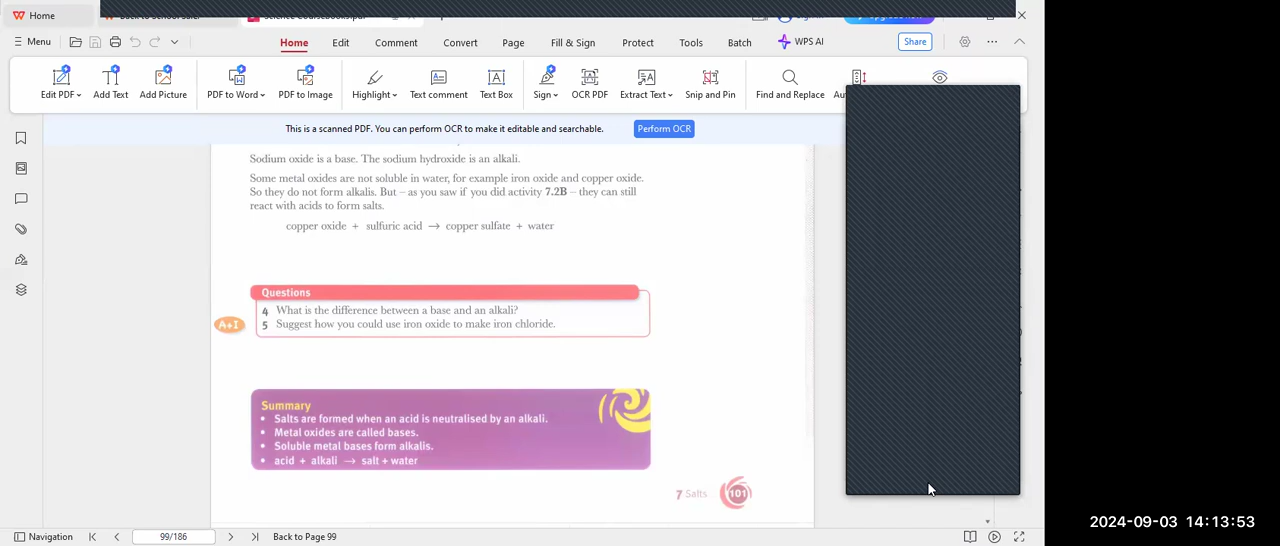 Home
Menu
Home Edit Comment Convert Page Fill & Sign Protect Tools Batch WPS AI Share
Edit PDF Add Text Add Picture PDF to Word PDF to Image Highlight Text comment Text Box Sign OCR PDF Extract Text Snip and Pin Find and Replace
This is a scanned PDF. You can perform OCR to make it editable and searchable. Perform OCR
Sodium oxide is a base. The sodium hydroxide is an alkali.
Some metal oxides are not soluble in water, for example iron oxide and copper oxide.
So they do not form alkalis. But – as you saw if you did activity 7.2B – they can still
react with acids to form salts.
copper oxide + sulfuric acid → copper sulfate + water
Questions
4 What is the difference between a base and an alkali?
A+I
5 Suggest how you could use iron oxide to make iron chloride.
Summary
• Salts are formed when an acid is neutralised by an alkali.
• Metal oxides are called bases.
• Soluble metal bases form alkalis.
• acid + alkali → salt + water
7 Salts 101
2024-09-03 14:13:53
Navigation 99/186 Back to Page 99